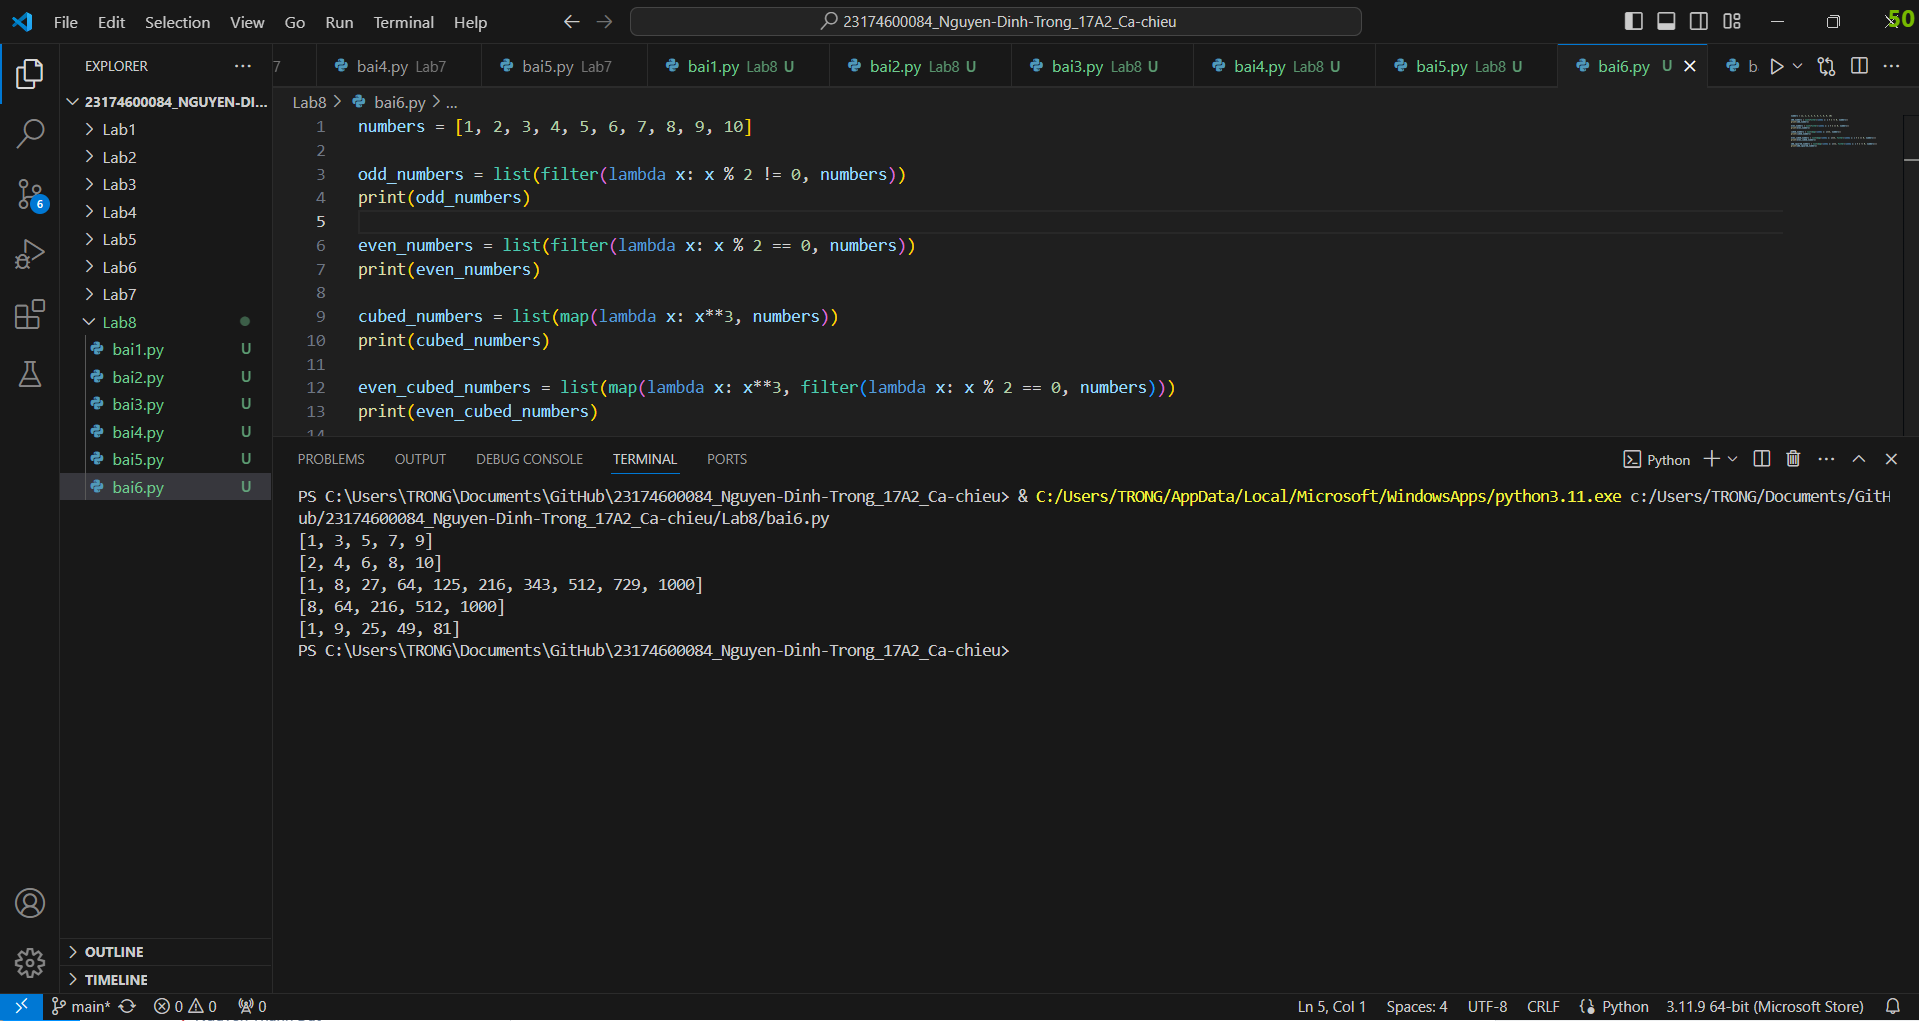 File Edit Selection View Go Run Terminal Help
23174600084_Nguyen-Dinh-Trong_17A2_Ca-chieu
50
EXPLORER
7 bai4.py Lab7 bai5.py Lab7 bai1.py Lab8 U bai2.py Lab8 U bai3.py Lab8 U bai4.py Lab8 U bai5.py Lab8 U bai6.py U b
23174600084_NGUYEN-DI...
Lab1
Lab2
Lab3
Lab4
Lab5
Lab6
Lab7
Lab8
bai1.py U
bai2.py U
bai3.py U
bai4.py U
bai5.py U
bai6.py U
OUTLINE
TIMELINE
6
Lab8 > bai6.py > ...
1 numbers = [1, 2, 3, 4, 5, 6, 7, 8, 9, 10]
2
3 odd_numbers = list(filter(lambda x: x % 2 != 0, numbers))
4 print(odd_numbers)
5
6 even_numbers = list(filter(lambda x: x % 2 == 0, numbers))
7 print(even_numbers)
8
9 cubed_numbers = list(map(lambda x: x**3, numbers))
10 print(cubed_numbers)
11
12 even_cubed_numbers = list(map(lambda x: x**3, filter(lambda x: x % 2 == 0, numbers)))
13 print(even_cubed_numbers)
14
PROBLEMS OUTPUT DEBUG CONSOLE TERMINAL PORTS
Python
PS C:\Users\TRONG\Documents\GitHub\23174600084_Nguyen-Dinh-Trong_17A2_Ca-chieu> & C:/Users/TRONG/AppData/Local/Microsoft/WindowsApps/python3.11.exe c:/Users/TRONG/Documents/GitH
ub/23174600084_Nguyen-Dinh-Trong_17A2_Ca-chieu/Lab8/bai6.py
[1, 3, 5, 7, 9]
[2, 4, 6, 8, 10]
[1, 8, 27, 64, 125, 216, 343, 512, 729, 1000]
[8, 64, 216, 512, 1000]
[1, 9, 25, 49, 81]
PS C:\Users\TRONG\Documents\GitHub\23174600084_Nguyen-Dinh-Trong_17A2_Ca-chieu>
main* 0 0 0 Ln 5, Col 1 Spaces: 4 UTF-8 CRLF Python 3.11.9 64-bit (Microsoft Store)